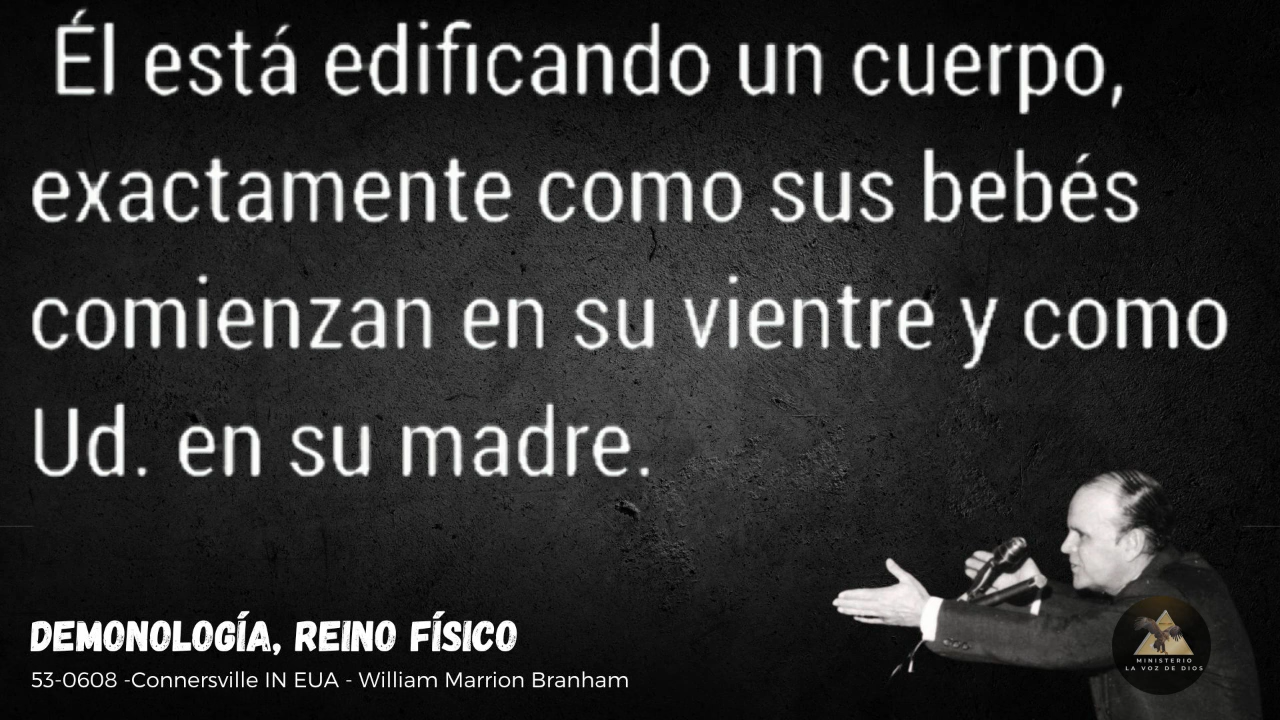 Él está edificando un cuerpo,
exactamente como sus bebés
comienzan en su vientre y como
Ud. en su madre.
DEMONOLOGÍA, REINO FÍSICO
53-0608 -Connersville IN EUA - William Marrion Branham
MINISTERIO
LA VOZ DE DIOS